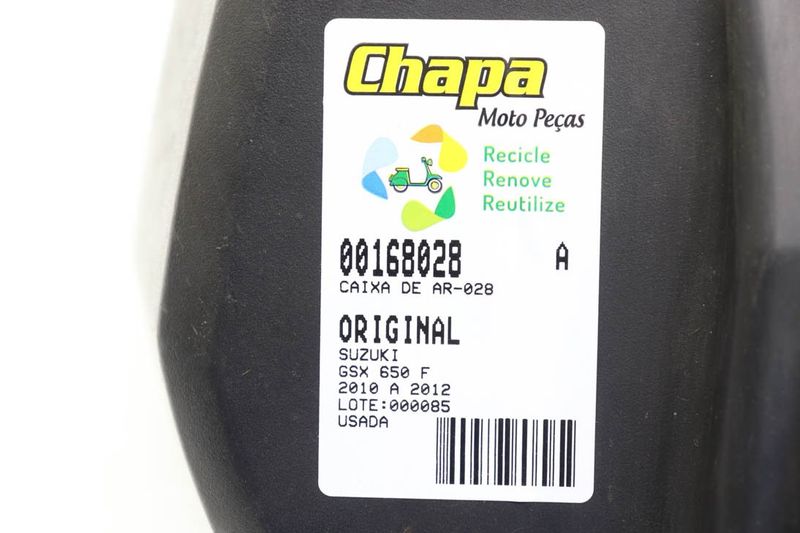 Chapa
Moto Peças
Recicle
Renove
Reutilize
00168028 A
CAIXA DE AR-028
ORIGINAL
SUZUKI
GSX 650 F
2010 A 2012
LOTE:000085
USADA